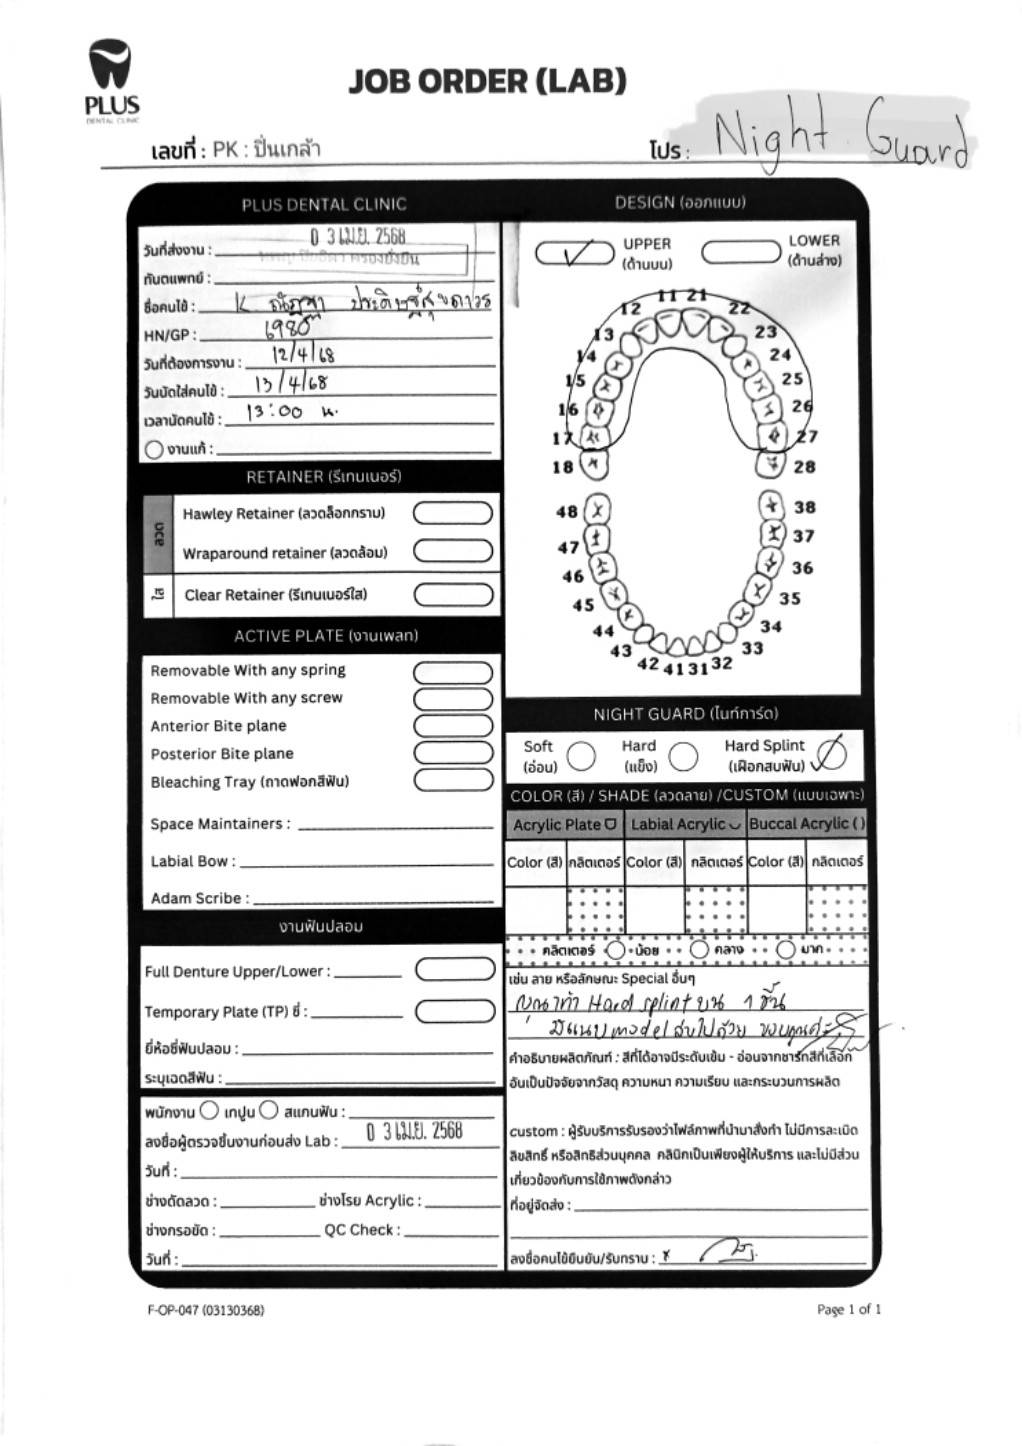 PLUS
DENTAL CLINIC
JOB ORDER (LAB)
เลขที่ : PK : ปิ่นเกล้า
โปร : Night Guard
PLUS DENTAL CLINIC
วันที่ส่งงาน : 0 3 เม.ย. 2568
ทันตแพทย์ :
ชื่อคนไข้ : K ณัฎฐา ประดิษฐ์สุขถาวร
HN/GP : 6980
วันที่ต้องการงาน : 12/4/68
วันนัดใส่คนไข้ : 13/4/68
เวลานัดคนไข้ : 13:00 น.
งานแก้ :
RETAINER (รีเทนเนอร์)
ลวด
Hawley Retainer (ลวดล็อกกราม)
Wraparound retainer (ลวดล้อม)
ใส
Clear Retainer (รีเทนเนอร์ใส)
ACTIVE PLATE (งานเพลท)
Removable With any spring
Removable With any screw
Anterior Bite plane
Posterior Bite plane
Bleaching Tray (ถาดฟอกสีฟัน)
Space Maintainers :
Labial Bow :
Adam Scribe :
งานฟันปลอม
Full Denture Upper/Lower :
Temporary Plate (TP) ซี่ :
ยี่ห้อซี่ฟันปลอม :
ระบุเฉดสีฟัน :
พนักงาน เทปูน สแกนฟัน :
ลงชื่อผู้ตรวจชิ้นงานก่อนส่ง Lab : 0 3 เม.ย. 2568
วันที่ :
ช่างดัดลวด : ช่างโรย Acrylic :
ช่างกรอขัด : QC Check :
วันที่ :
DESIGN (ออกแบบ)
UPPER
(ด้านบน)
LOWER
(ด้านล่าง)
11 21
12 22
13 23
14 24
15 25
16 26
17 27
18 28
48 38
47 37
46 36
45 35
44 34
43 33
42 41 31 32
NIGHT GUARD (ไนท์การ์ด)
Soft
(อ่อน)
Hard
(แข็ง)
Hard Splint
(เฝือกสบฟัน)
COLOR (สี) / SHADE (ลวดลาย) /CUSTOM (แบบเฉพาะ)
Acrylic Plate Labial Acrylic Buccal Acrylic ( )
Color (สี) กลิตเตอร์ Color (สี) กลิตเตอร์ Color (สี) กลิตเตอร์
กลิตเตอร์ น้อย กลาง มาก
เช่น ลาย หรือลักษณะ Special อื่นๆ
Hard splint บน 1 ชิ้น
มีแนบ model ส่งไปด้วย ขอบคุณค่ะ
คำอธิบายผลิตภัณท์ : สีที่ได้อาจมีระดับเข้ม - อ่อนจากชาร์ทสีที่เลือก
อันเป็นปัจจัยจากวัสดุ ความหนา ความเรียบ และกระบวนการผลิต
custom : ผู้รับบริการรับรองว่าไฟล์ภาพที่นำมาสั่งทำ ไม่มีการละเมิด
ลิขสิทธิ์ หรือสิทธิส่วนบุคคล คลินิกเป็นเพียงผู้ให้บริการ และไม่มีส่วน
เกี่ยวข้องกับการใช้ภาพดังกล่าว
ที่อยู่จัดส่ง :
ลงชื่อคนไข้ยืนยัน/รับทราบ : x
F-OP-047 (03130368)
Page 1 of 1